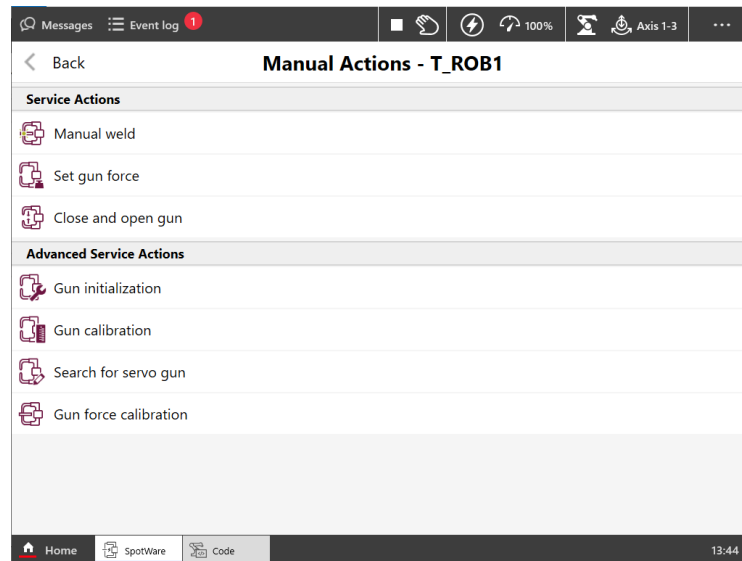 Messages Event log 1 100% Axis 1-3 ...
Back Manual Actions - T_ROB1
Service Actions
Manual weld
Set gun force
Close and open gun
Advanced Service Actions
Gun initialization
Gun calibration
Search for servo gun
Gun force calibration
Home SpotWare Code 13:44